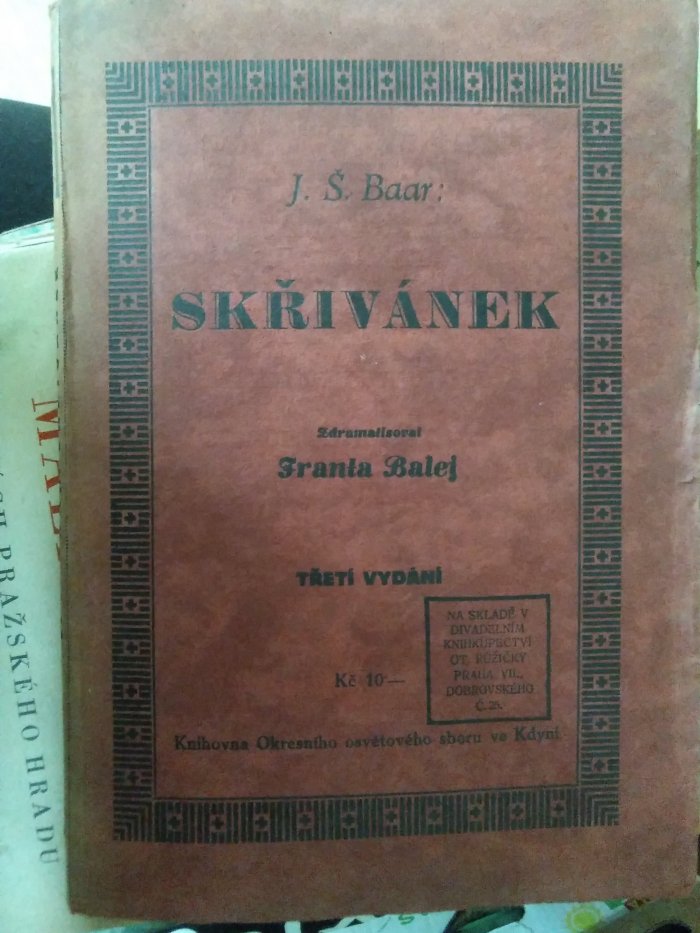 J. Š. Baar:
SKŘIVÁNEK
Zdramatisoval
Franta Balej
TŘETÍ VYDÁNÍ
Kč 10—
NA SKLADĚ V
DIVADELNÍM
KNIHKUPECTVÍ
OT. RŮŽIČKY
PRAHA VII.,
DOBROVSKÉHO
Č. 25.
Knihovna Okresního osvětového sboru ve Kdyni
PRAŽSKÉHO HRADU